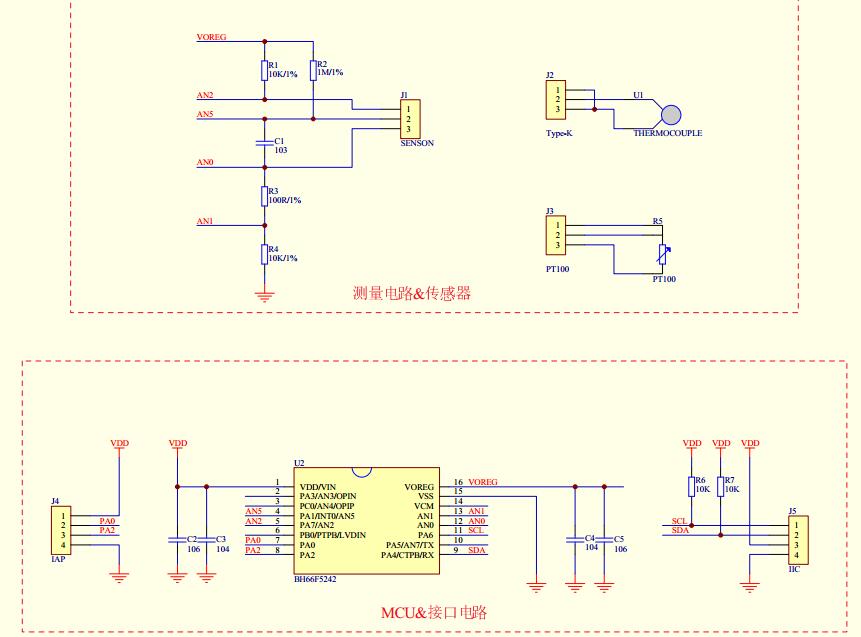 VOREG
R1
10K/1%
R2
1M/1%
AN2
AN5
C1
103
AN0
R3
100R/1%
AN1
R4
10K/1%
J1
1
2
3
SENSON
J2
1
2
3
Type-K
U1
THERMOCOUPLE
J3
1
2
3
PT100
R5
PT100
测量电路&传感器
J4
1
2
3
4
IAP
VDD
PA0
PA2
VDD
C2
106
C3
104
U2
1 VDD/VIN
2 PA3/AN3/OPIN
3 PC0/AN4/OPIP
AN5 4 PA1/INT0/AN5
AN2 5 PA7/AN2
6 PB0/PTPB/LVDIN
PA0 7 PA0
PA2 8 PA2
VOREG 16 VOREG
VSS 15
VCM 14
AN1 13 AN1
AN0 12 AN0
PA6 11 SCL
PA5/AN7/TX 10
PA4/CTPB/RX 9 SDA
BH66F5242
C4
104
C5
106
VDD
VDD
VDD
R6
10K
R7
10K
SCL
SDA
J5
1
2
3
4
IIC
MCU&接口电路